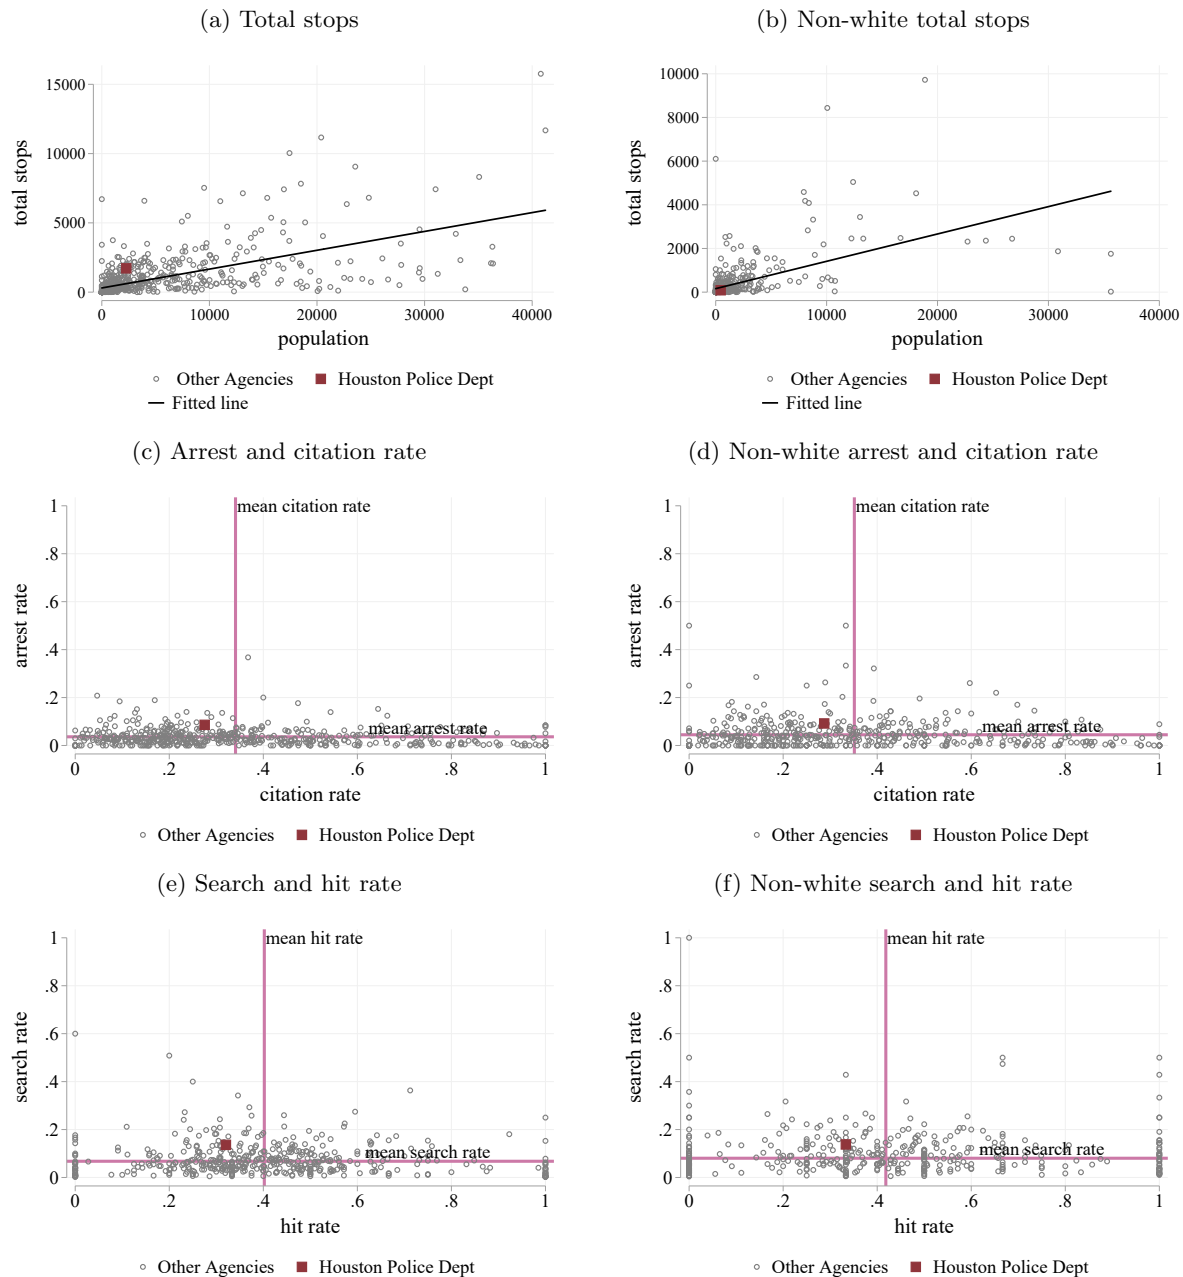 (a) Total stops
(b) Non-white total stops
total stops
15000
10000
5000
0
0
10000
20000
30000
40000
population
Other Agencies
Houston Police Dept
Fitted line
total stops
10000
8000
6000
4000
2000
0
0
10000
20000
30000
40000
population
Other Agencies
Houston Police Dept
Fitted line
(c) Arrest and citation rate
(d) Non-white arrest and citation rate
arrest rate
1
.8
.6
.4
.2
0
mean citation rate
mean arrest rate
0
.2
.4
.6
.8
1
citation rate
Other Agencies
Houston Police Dept
arrest rate
1
.8
.6
.4
.2
0
mean citation rate
mean arrest rate
0
.2
.4
.6
.8
1
citation rate
Other Agencies
Houston Police Dept
(e) Search and hit rate
(f) Non-white search and hit rate
search rate
1
.8
.6
.4
.2
0
mean hit rate
mean search rate
0
.2
.4
.6
.8
1
hit rate
Other Agencies
Houston Police Dept
search rate
1
.8
.6
.4
.2
0
mean hit rate
mean search rate
0
.2
.4
.6
.8
1
hit rate
Other Agencies
Houston Police Dept